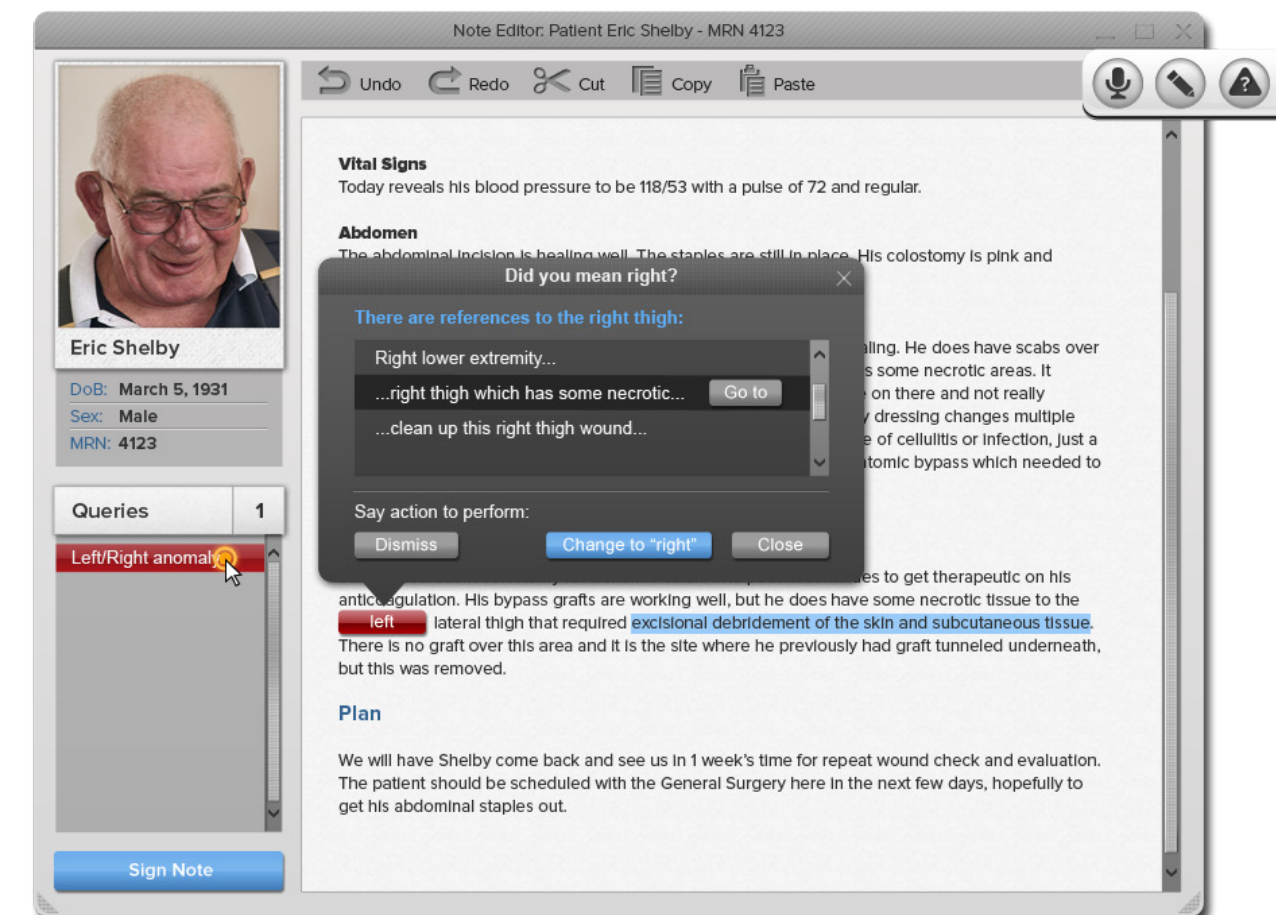 Note Editor: Patient Eric Shelby - MRN 4123
Undo Redo Cut Copy Paste
Eric Shelby
DoB: March 5, 1931
Sex: Male
MRN: 4123
Queries 1
Left/Right anomaly
Sign Note
Vital Signs
Today reveals his blood pressure to be 118/53 with a pulse of 72 and regular.
Abdomen
The abdominal incision is healing well. The staples are still in place. His colostomy is pink and
Did you mean right?
There are references to the right thigh:
Right lower extremity...
...right thigh which has some necrotic... Go to
...clean up this right thigh wound...
Say action to perform:
Dismiss Change to “right” Close
He does have scabs over
some necrotic areas. It
on there and not really
dressing changes multiple
of cellulitis or infection, just a
bypass which needed to
to get therapeutic on his
anticoagulation. His bypass grafts are working well, but he does have some necrotic tissue to the
left lateral thigh that required excisional debridement of the skin and subcutaneous tissue.
There is no graft over this area and it is the site where he previously had graft tunneled underneath,
but this was removed.
Plan
We will have Shelby come back and see us in 1 week's time for repeat wound check and evaluation.
The patient should be scheduled with the General Surgery here in the next few days, hopefully to
get his abdominal staples out.